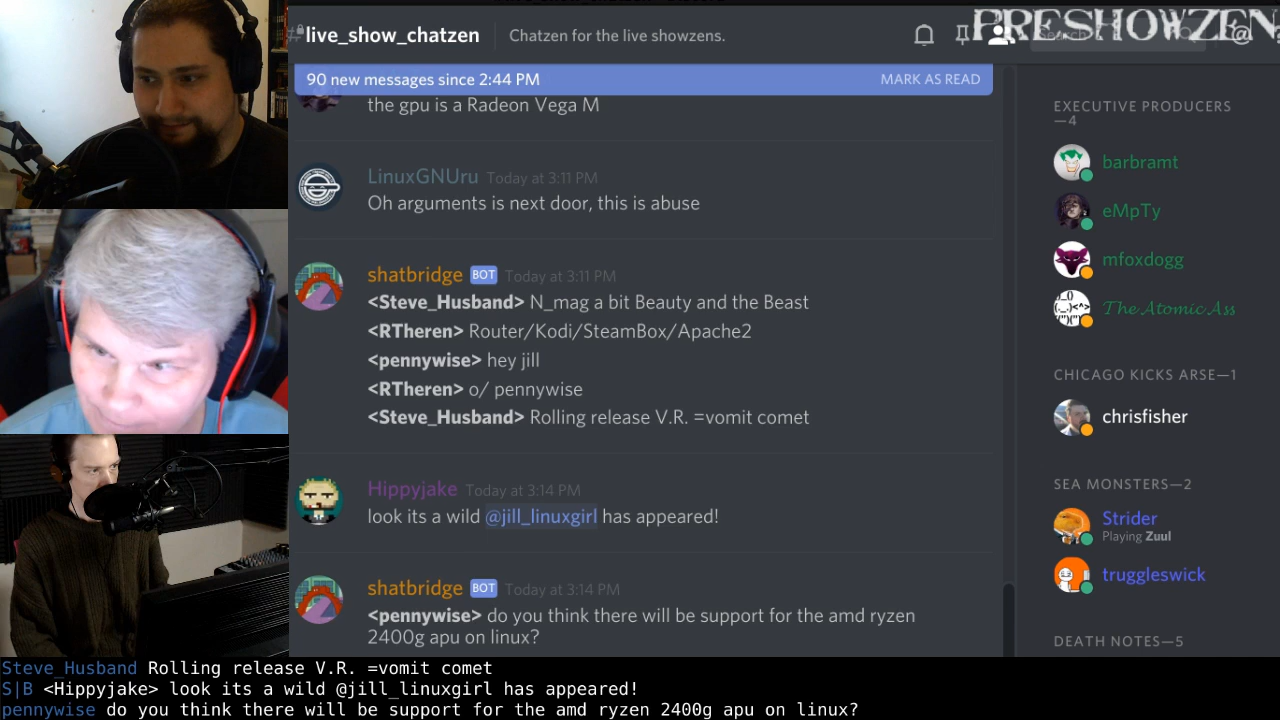 # live_show_chatzen
Chatzen for the live showzens.
PRESHOWZEN
Search
90 new messages since 2:44 PM
MARK AS READ
the gpu is a Radeon Vega M
LinuxGNUru Today at 3:11 PM
Oh arguments is next door, this is abuse
shatbridge BOT Today at 3:11 PM
<Steve_Husband> N_mag a bit Beauty and the Beast
<RTheren> Router/Kodi/SteamBox/Apache2
<pennywise> hey jill
<RTheren> o/ pennywise
<Steve_Husband> Rolling release V.R. =vomit comet
Hippyjake Today at 3:14 PM
look its a wild @jill_linuxgirl has appeared!
shatbridge BOT Today at 3:14 PM
<pennywise> do you think there will be support for the amd ryzen
2400g apu on linux?
EXECUTIVE PRODUCERS
—4
barbramt
eMpTy
mfoxdogg
The Atomic Ass
CHICAGO KICKS ARSE—1
chrisfisher
SEA MONSTERS—2
Strider
Playing Zuul
truggleswick
DEATH NOTES—5
Steve_Husband Rolling release V.R. =vomit comet
S|B <Hippyjake> look its a wild @jill_linuxgirl has appeared!
pennywise do you think there will be support for the amd ryzen 2400g apu on linux?